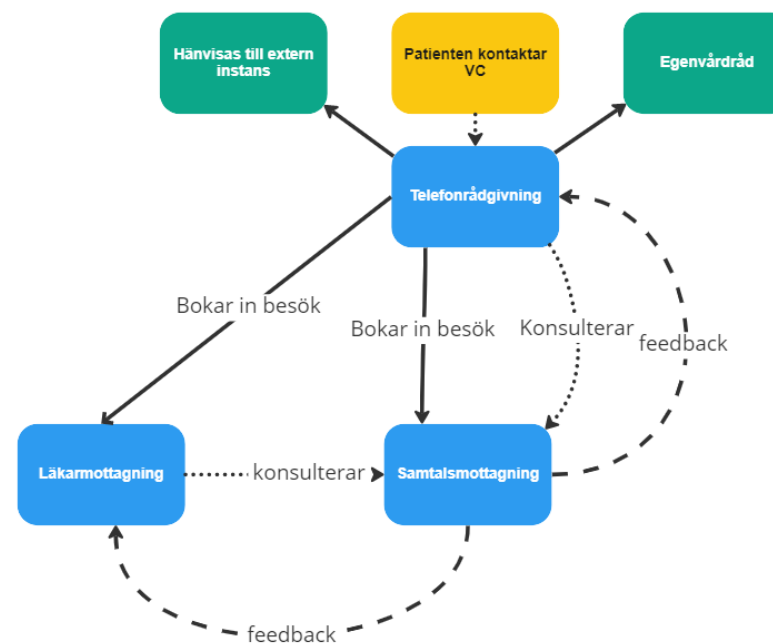 Hänvisas till extern
instans
Patienten kontaktar
VC
Egenvårdråd
Telefonrådgivning
Bokar in besök
Bokar in besök
Konsulterar
feedback
Läkarmottagning
konsulterar
Samtalsmottagning
feedback